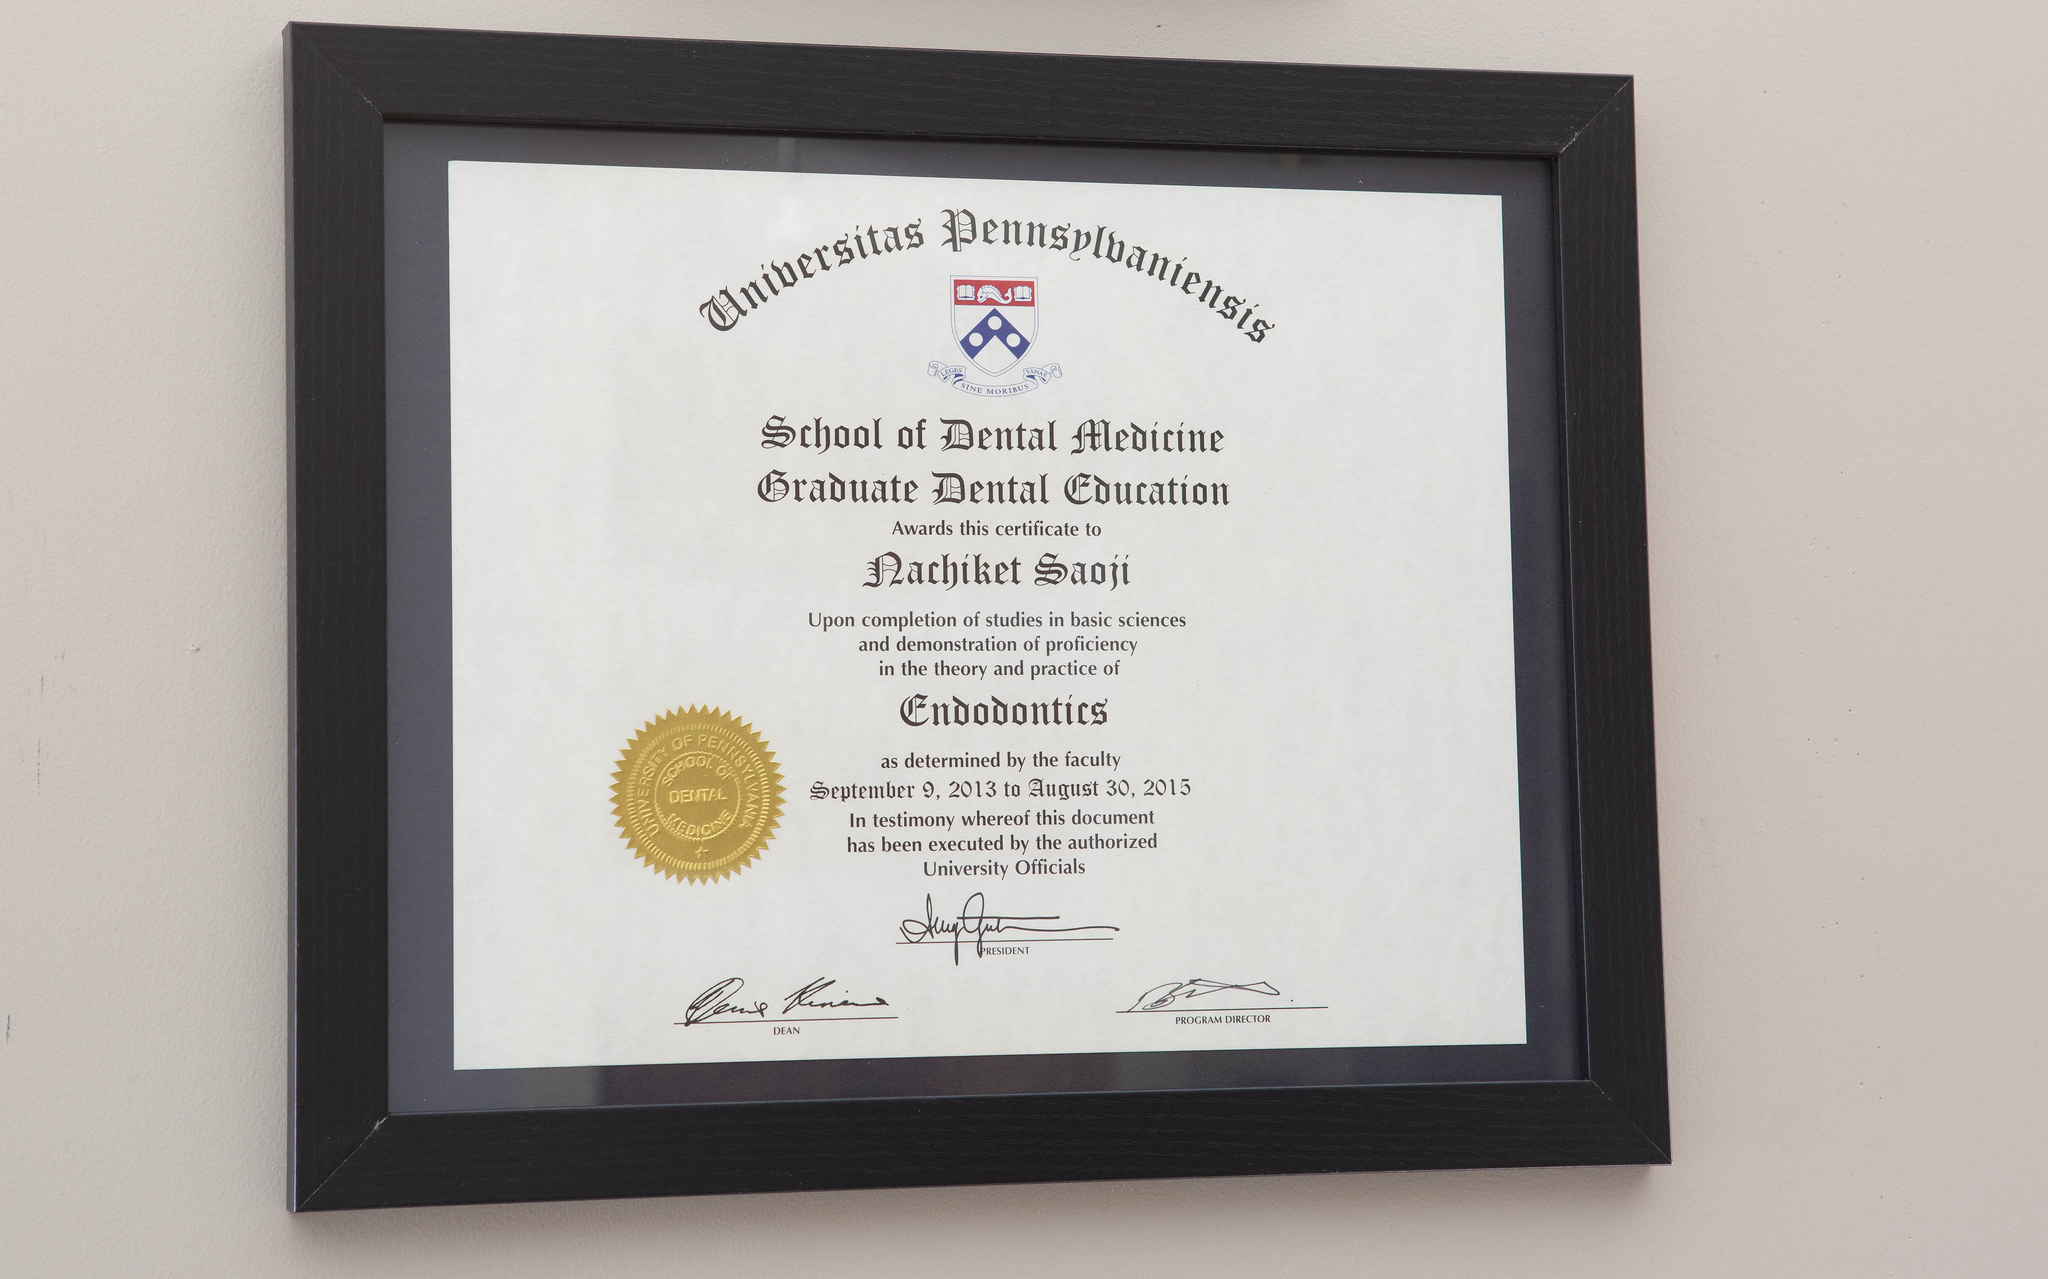 Universitas Pennsylvaniensis
LEGES SINE MORIBUS VANAE
School of Dental Medicine
Graduate Dental Education
Awards this certificate to
Nachiket Saoji
Upon completion of studies in basic sciences
and demonstration of proficiency
in the theory and practice of
Endodontics
as determined by the faculty
September 9, 2013 to August 30, 2015
In testimony whereof this document
has been executed by the authorized
University Officials
UNIVERSITY OF PENNSYLVANIA
SCHOOL OF
DENTAL
MEDICINE
PRESIDENT
DEAN
PROGRAM DIRECTOR